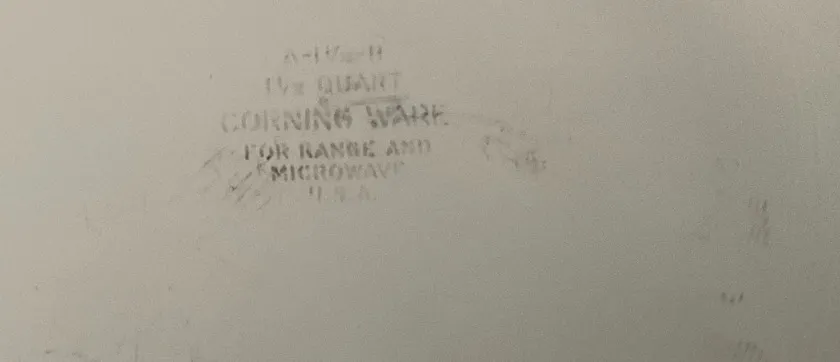 A-1½-B
1½ QUART
CORNING WARE
FOR RANGE AND
MICROWAVE
U.S.A.